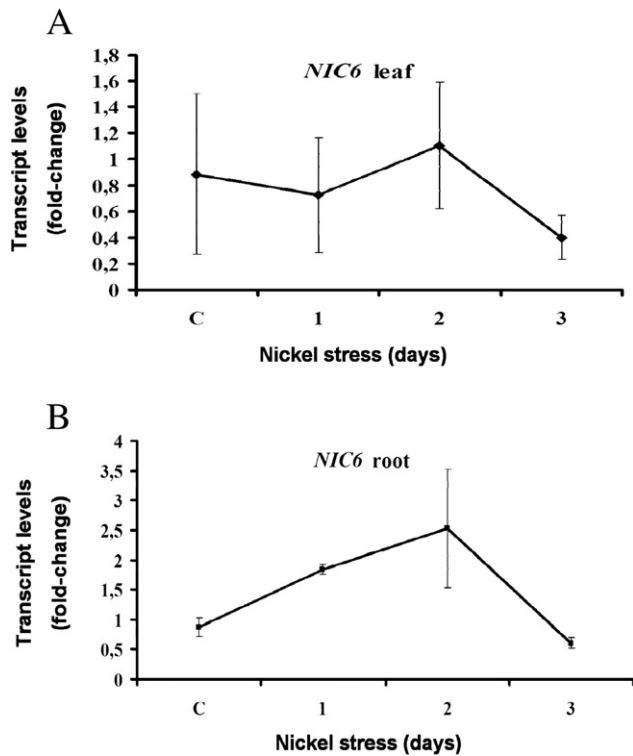 A
NIC6 leaf
Transcript levels
(fold-change)
1,8
1,6
1,4
1,2
1
0,8
0,6
0,4
0,2
0
C 1 2 3
Nickel stress (days)
B
NIC6 root
Transcript levels
(fold-change)
4
3,5
3
2,5
2
1,5
1
0,5
0
C 1 2 3
Nickel stress (days)